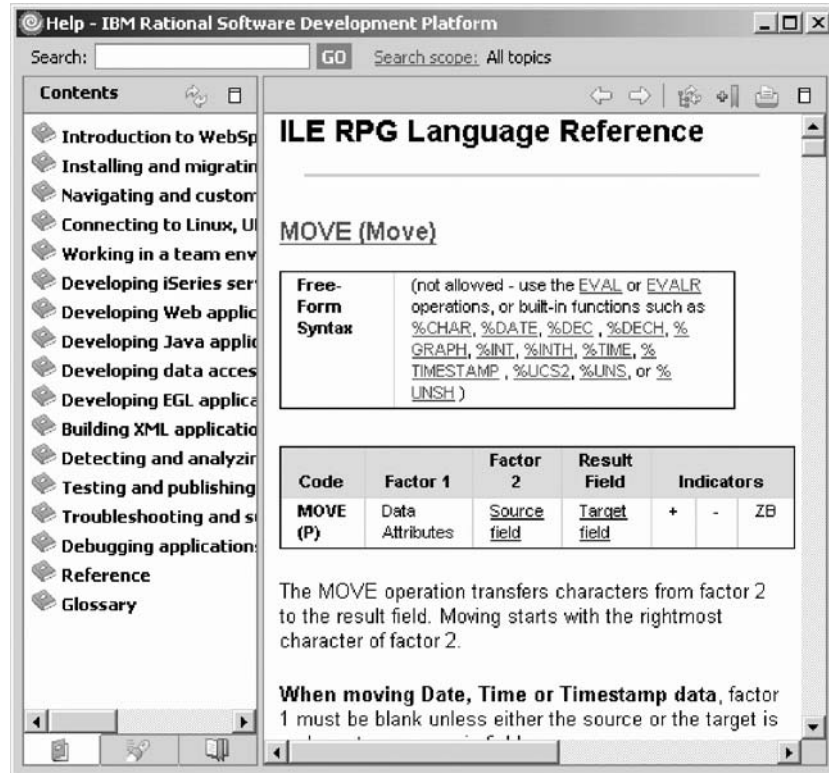 Help - IBM Rational Software Development Platform
Search:
GO
Search scope: All topics
Contents
Introduction to WebSp
Installing and migratin
Navigating and custom
Connecting to Linux, UI
Working in a team env
Developing iSeries ser
Developing Web applic
Developing Java applic
Developing data acces
Developing EGL applica
Building XML applicatio
Detecting and analyzin
Testing and publishing
Troubleshooting and su
Debugging applications
Reference
Glossary
ILE RPG Language Reference
MOVE (Move)
Free-
Form
Syntax
(not allowed - use the EVAL or EVALR
operations, or built-in functions such as
%CHAR, %DATE, %DEC , %DECH, %
GRAPH, %INT, %INTH, %TIME, %
TIMESTAMP , %UCS2, %UNS, or %
UNSH )
Code
Factor 1
Factor
2
Result
Field
Indicators
MOVE
(P)
Data
Attributes
Source
field
Target
field
+
-
ZB
The MOVE operation transfers characters from factor 2
to the result field. Moving starts with the rightmost
character of factor 2.
When moving Date, Time or Timestamp data, factor
1 must be blank unless either the source or the target is